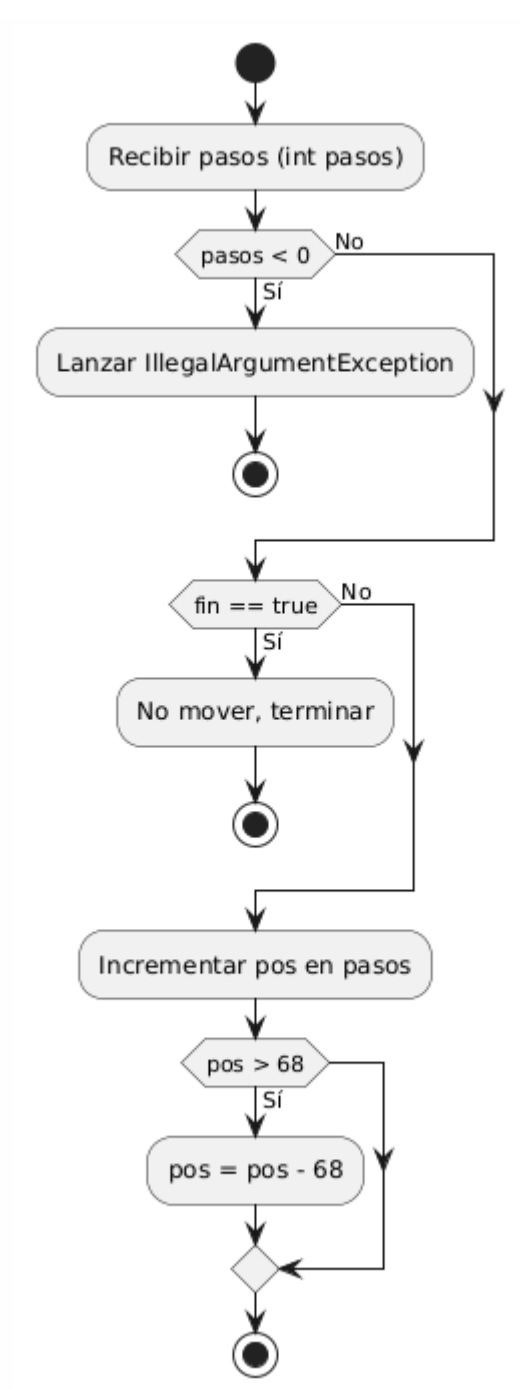 Recibir pasos (int pasos)
pasos < 0
No
Sí
Lanzar IllegalArgumentException
fin == true
No
Sí
No mover, terminar
Incrementar pos en pasos
pos > 68
Sí
pos = pos - 68